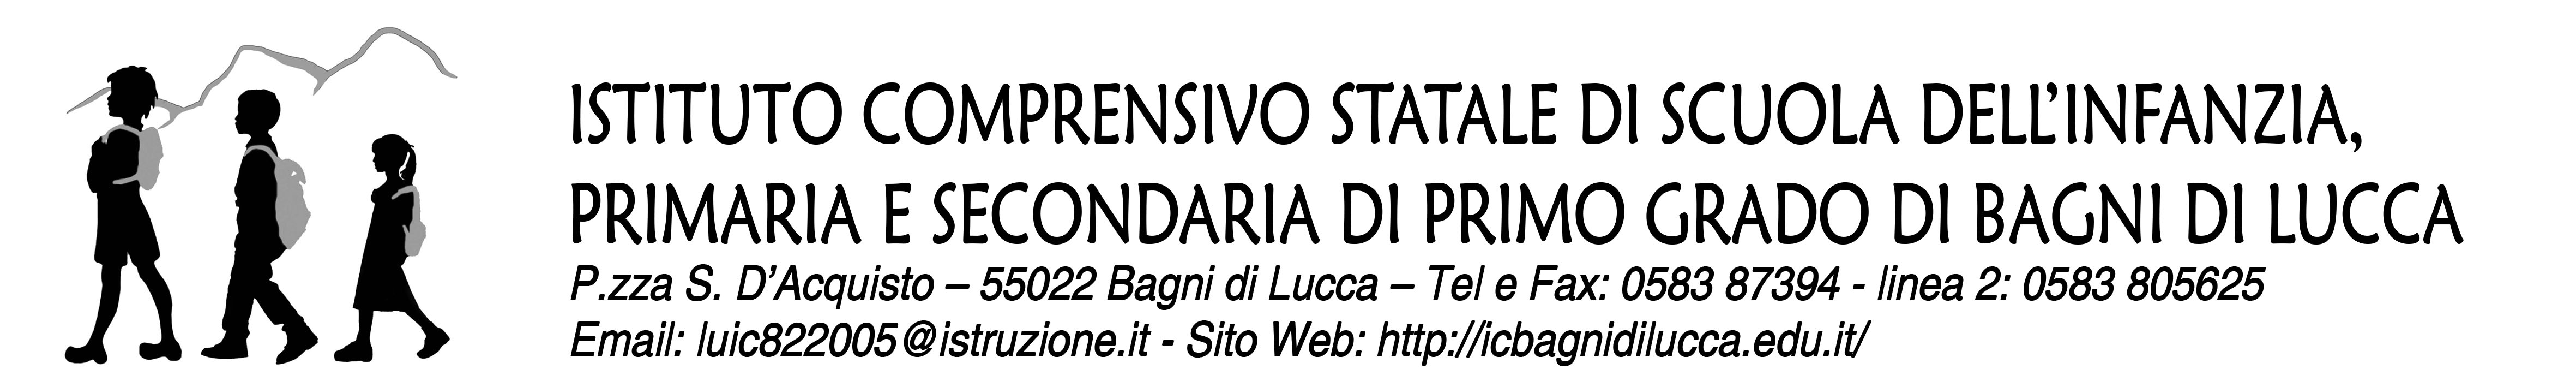 ISTITUTO COMPRENSIVO STATALE DI SCUOLA DELL'INFANZIA,
PRIMARIA E SECONDARIA DI PRIMO GRADO DI BAGNI DI LUCCA
P.zza S. D'Acquisto – 55022 Bagni di Lucca – Tel e Fax: 0583 87394 - linea 2: 0583 805625
Email: luic822005@istruzione.it - Sito Web: http://icbagnidilucca.edu.it/